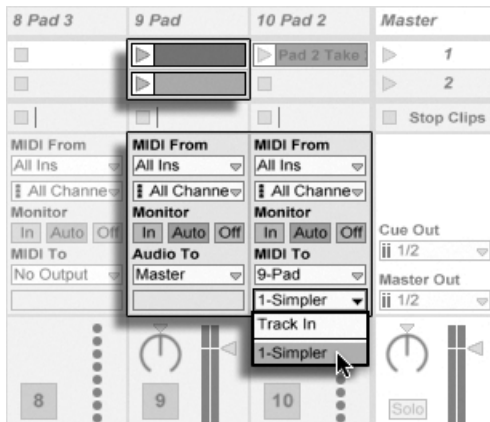 8 Pad 3
9 Pad
10 Pad 2
Master
Pad 2 Take
1
2
Stop Clips
MIDI From
All Ins
All Channe
Monitor
In Auto Off
MIDI To
No Output
MIDI From
All Ins
All Channe
Monitor
In Auto Off
Audio To
Master
MIDI From
All Ins
All Channe
Monitor
In Auto Off
MIDI To
9-Pad
1-Simpler
Track In
1-Simpler
Cue Out
ii 1/2
Master Out
ii 1/2
8
9
10
Solo